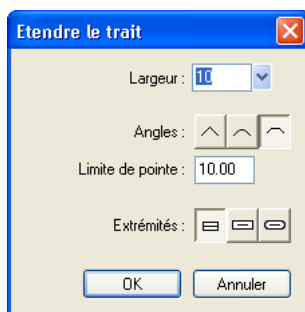 Etendre le trait
Largeur : 10
Angles :
Limite de pointe : 10.00
Extrémités :
OK Annuler